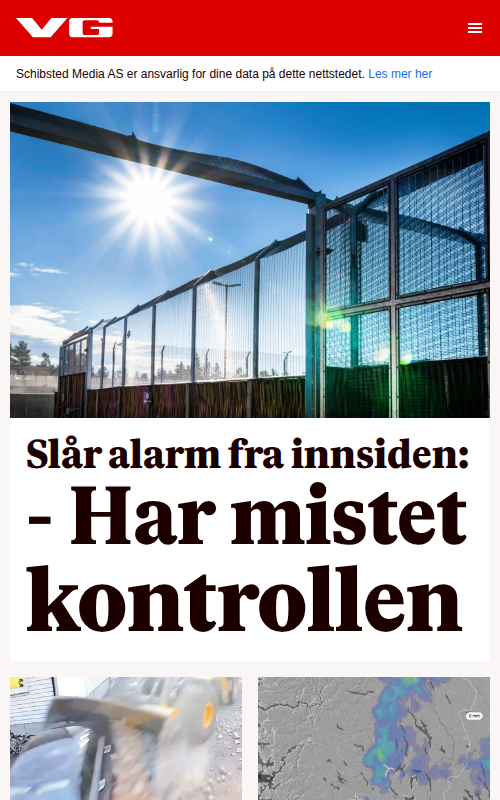 VG
Schibsted Media AS er ansvarlig for dine data på dette nettstedet. Les mer her
Slår alarm fra innsiden:
- Har mistet
kontrollen